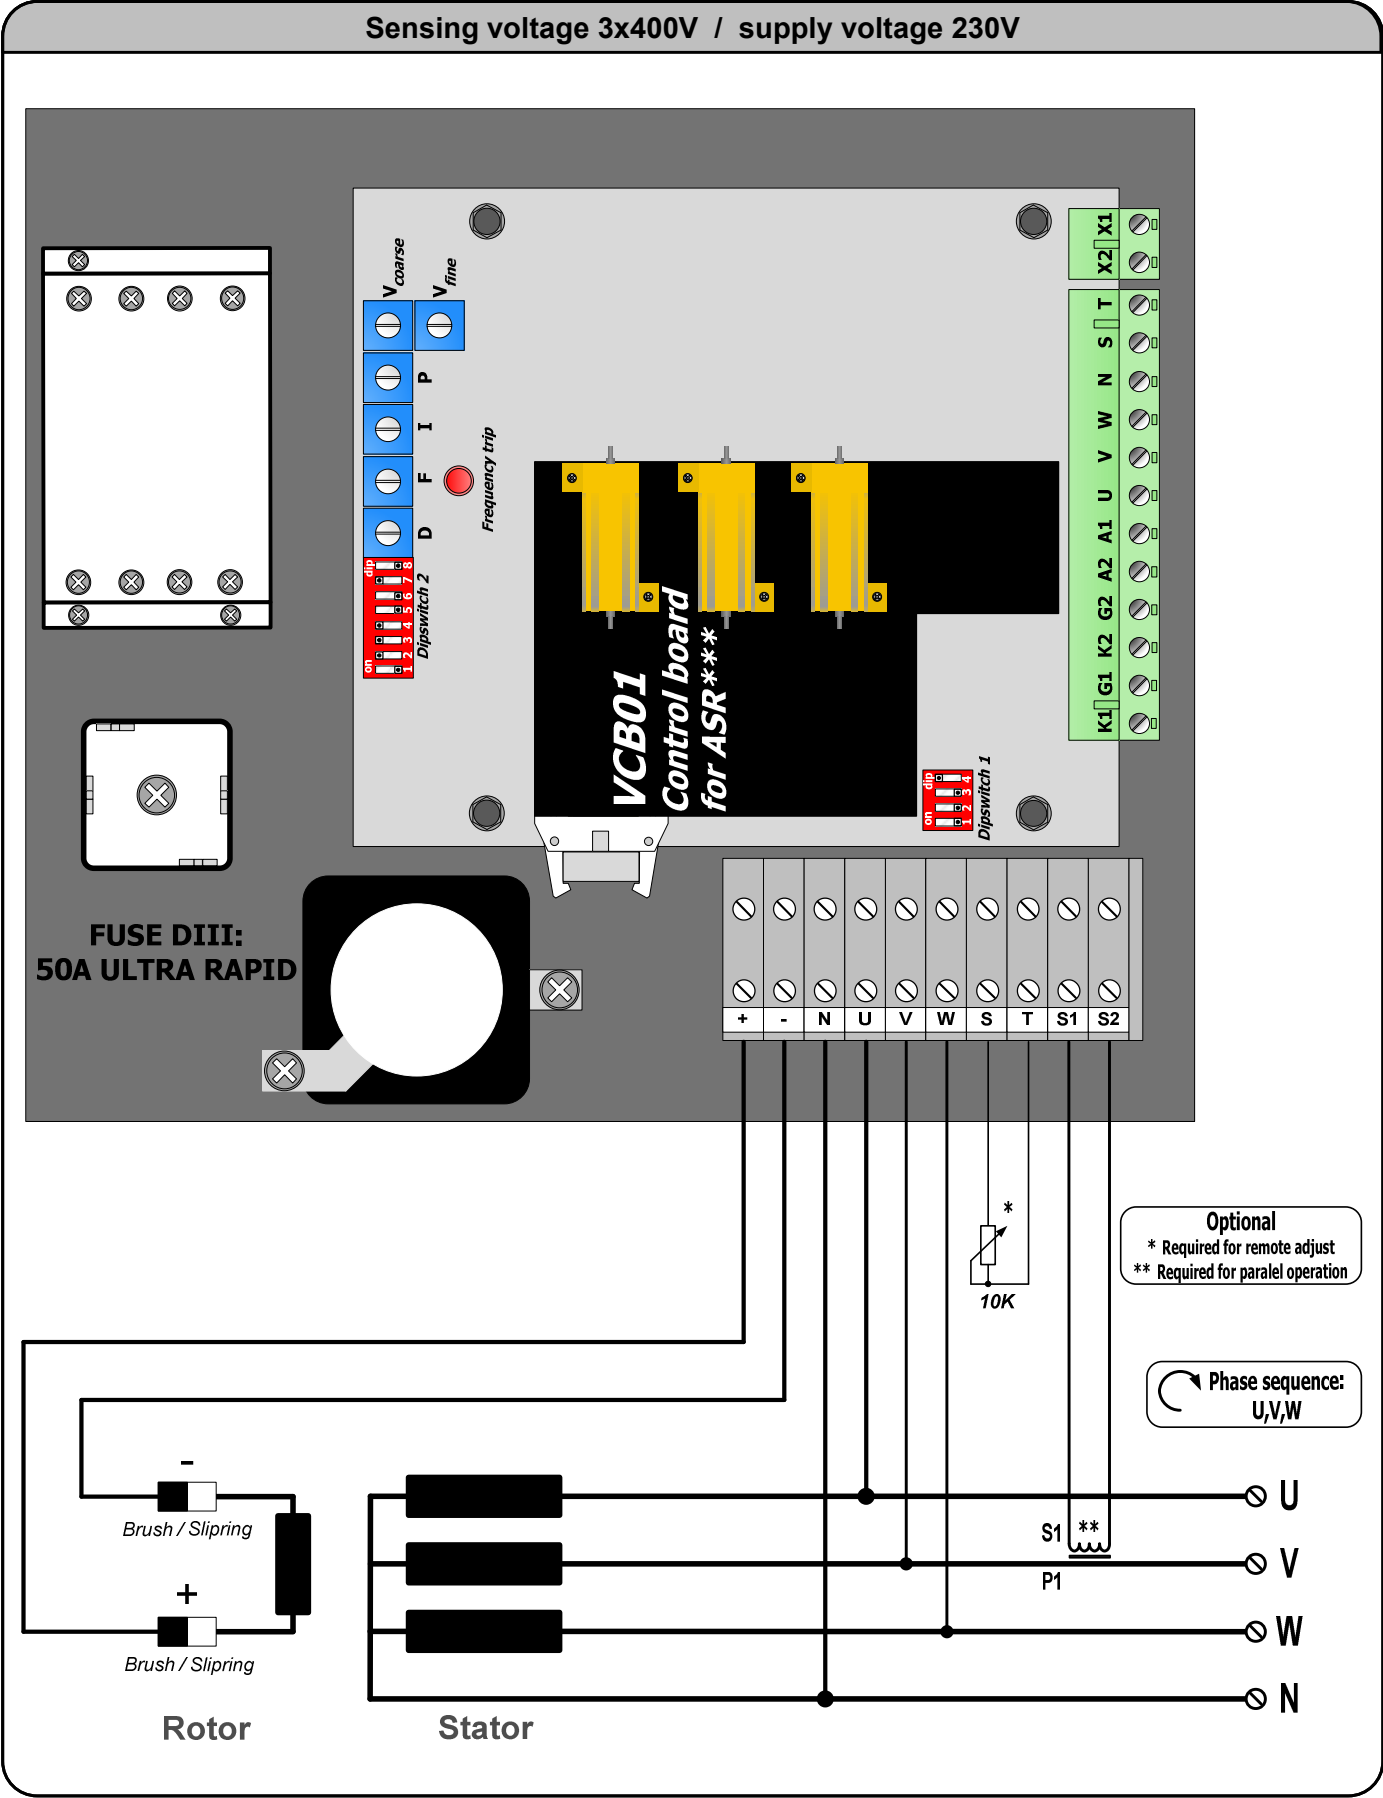 Sensing voltage 3x400V / supply voltage 230V
Vcoarse
Vfine
P
I
F
D
Frequency trip
dip
on
1 2 3 4 5 6 7 8
Dipswitch 2
VCB01
Control board
for ASR***
X1
X2
T
S
N
W
V
U
A1
A2
G2
K2
G1
K1
dip
on
1 2 3 4
Dipswitch 1
FUSE DIII:
50A ULTRA RAPID
+ - N U V W S T S1 S2
*
10K
Optional
* Required for remote adjust
** Required for paralel operation
Phase sequence:
U,V,W
-
Brush / Slipring
+
Brush / Slipring
Rotor
Stator
S1 **
P1
U
V
W
N